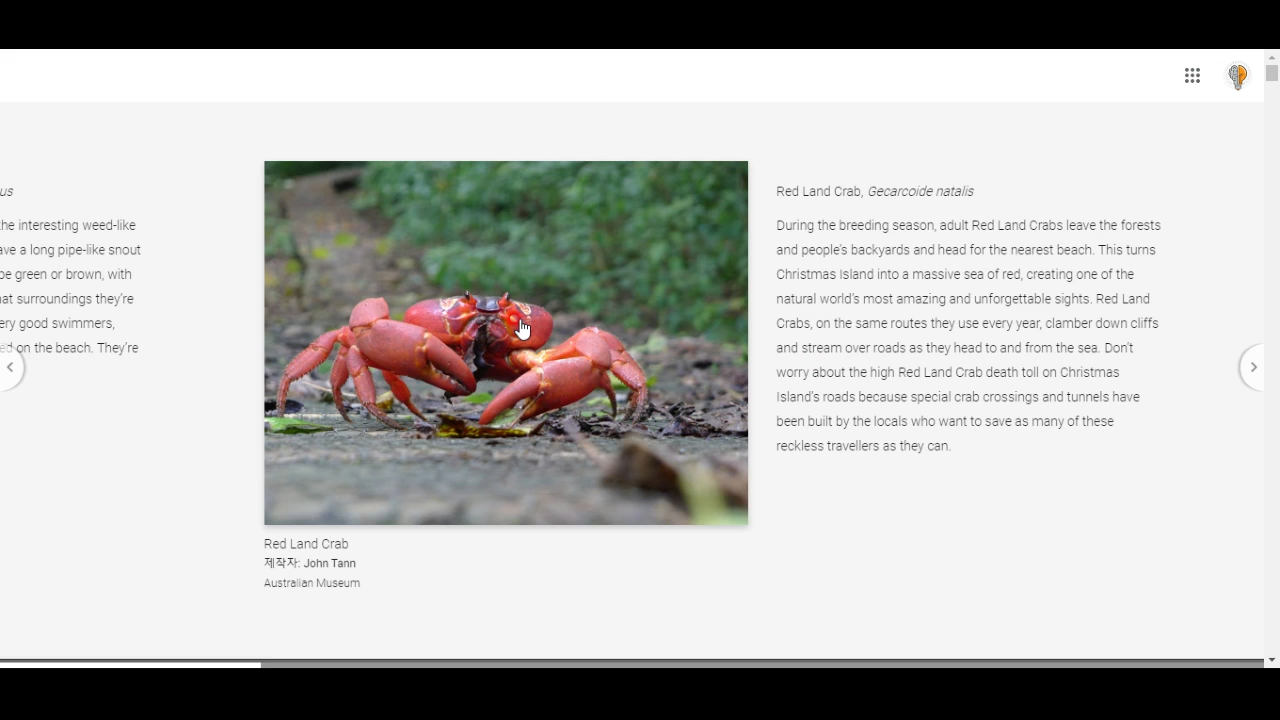 us
the interesting weed-like
ave a long pipe-like snout
be green or brown, with
hat surroundings they're
ery good swimmers,
ed on the beach. They're
Red Land Crab
제작자: John Tann
Australian Museum
Red Land Crab, Gecarcoide natalis
During the breeding season, adult Red Land Crabs leave the forests
and people's backyards and head for the nearest beach. This turns
Christmas Island into a massive sea of red, creating one of the
natural world's most amazing and unforgettable sights. Red Land
Crabs, on the same routes they use every year, clamber down cliffs
and stream over roads as they head to and from the sea. Don't
worry about the high Red Land Crab death toll on Christmas
Island's roads because special crab crossings and tunnels have
been built by the locals who want to save as many of these
reckless travellers as they can.